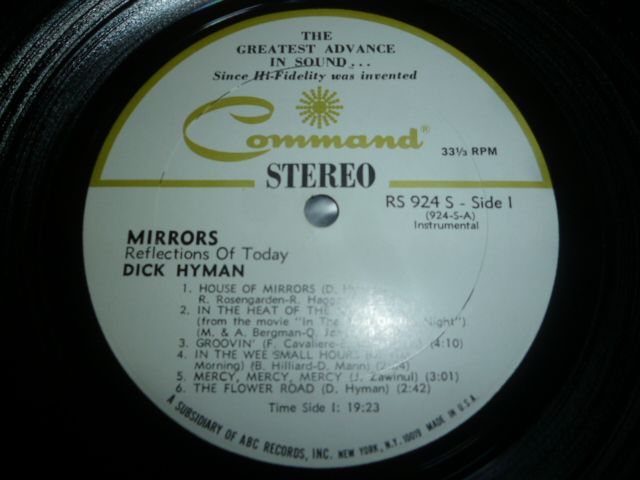 THE
GREATEST ADVANCE
IN SOUND...
Since Hi-Fidelity was invented
Command®
33⅓ RPM
STEREO
RS 924 S - Side 1
(924-S-A)
Instrumental
MIRRORS
Reflections Of Today
DICK HYMAN
1. HOUSE OF MIRRORS (D.
R. Rosengarden-R.
2. IN THE HEAT OF THE
(from the movie "In The Night")
(M. & A. Bergman-Q.
3. GROOVIN' (F. Cavaliere- (4:10)
4. IN THE WEE SMALL HOURS
Morning) (B. Hilliard-D. Mann)
5. MERCY, MERCY, MERCY (J. Zawinul) (3:01)
6. THE FLOWER ROAD (D. Hyman) (2:42)
Time Side 1: 19:23
A SUBSIDIARY OF ABC RECORDS, INC. NEW YORK, N.Y. 10019 MADE IN U.S.A.